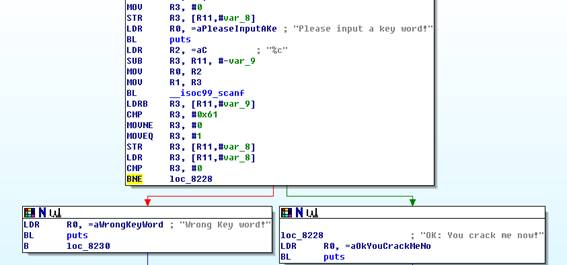 MOV R3, #0
STR R3, [R11,#var_8]
LDR R0, =aPleaseInputAKe ; "Please input a key word!"
BL puts
LDR R2, =aC ; "%c"
SUB R3, R11, #-var_9
MOV R0, R2
MOV R1, R3
BL __isoc99_scanf
LDRB R3, [R11,#var_9]
CMP R3, #0x61
MOVNE R3, #0
MOVEQ R3, #1
STR R3, [R11,#var_8]
LDR R3, [R11,#var_8]
CMP R3, #0
BNE loc_8228
LDR R0, =aWrongKeyWord ; "Wrong Key word!"
BL puts
B loc_8230
loc_8228 ; "OK: You crack me now!"
LDR R0, =aOkYouCrackMeNo
BL puts